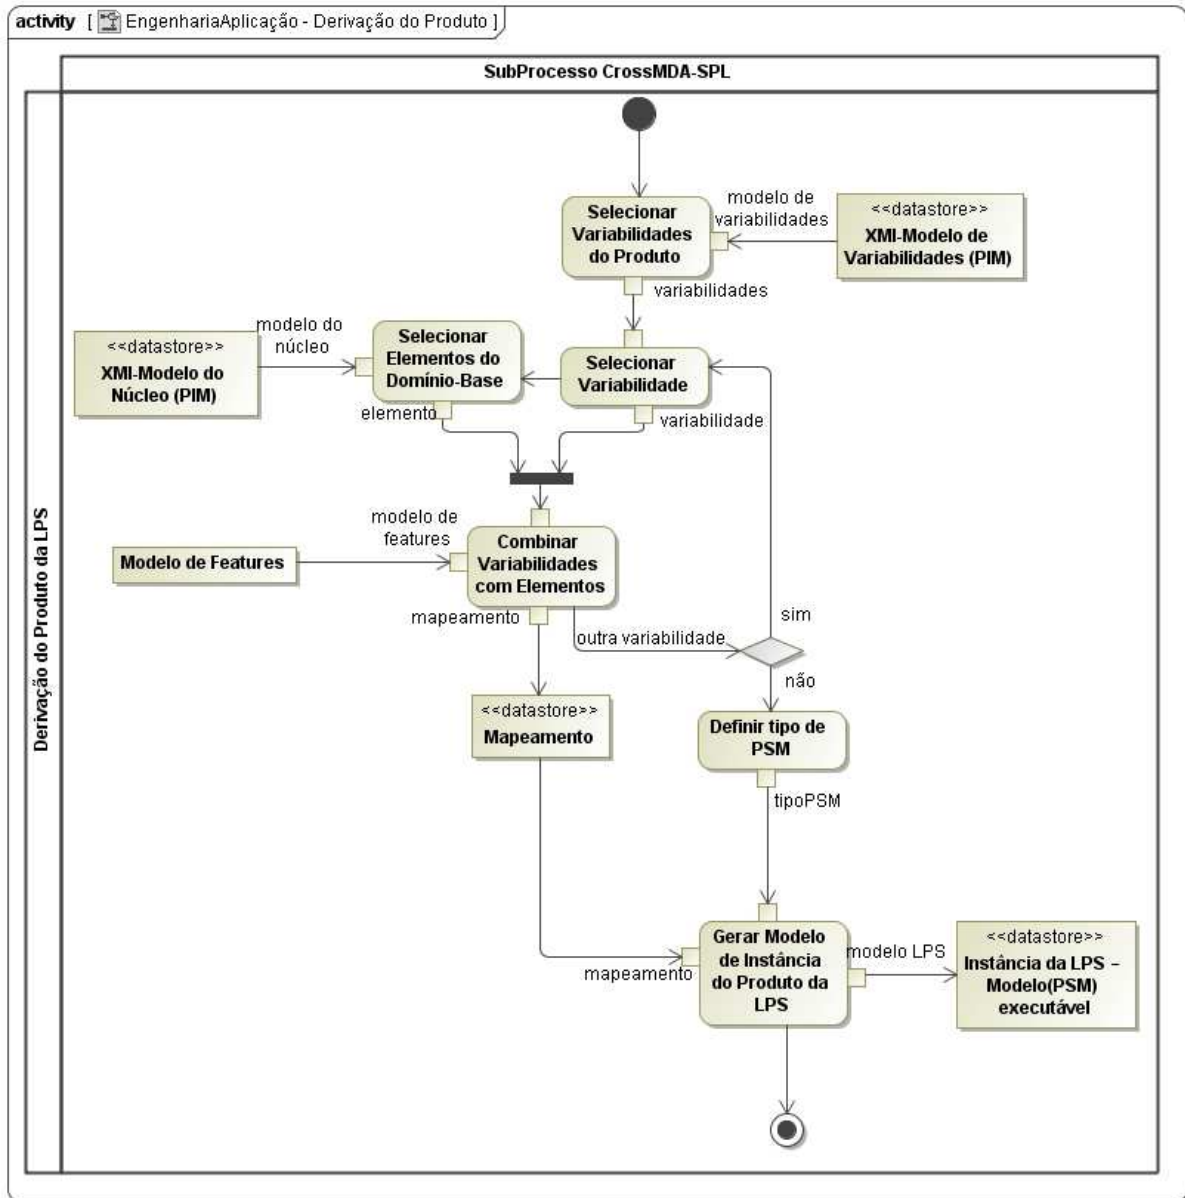 activity [ EngenhariaAplicação - Derivação do Produto ]
SubProcesso CrossMDA-SPL
Derivação do Produto da LPS
Selecionar
Variabilidades
do Produto
modelo de
variabilidades
<<datastore>>
XMI-Modelo de
Variabilidades (PIM)
variabilidades
<<datastore>>
XMI-Modelo do
Núcleo (PIM)
modelo do
núcleo
Selecionar
Elementos do
Domínio-Base
Selecionar
Variabilidade
elemento
variabilidade
Modelo de Features
modelo de
features
Combinar
Variabilidades
com Elementos
mapeamento
outra variabilidade
sim
não
<<datastore>>
Mapeamento
Definir tipo de
PSM
tipoPSM
mapeamento
Gerar Modelo
de Instância
do Produto da
LPS
modelo LPS
<<datastore>>
Instância da LPS –
Modelo(PSM)
executável